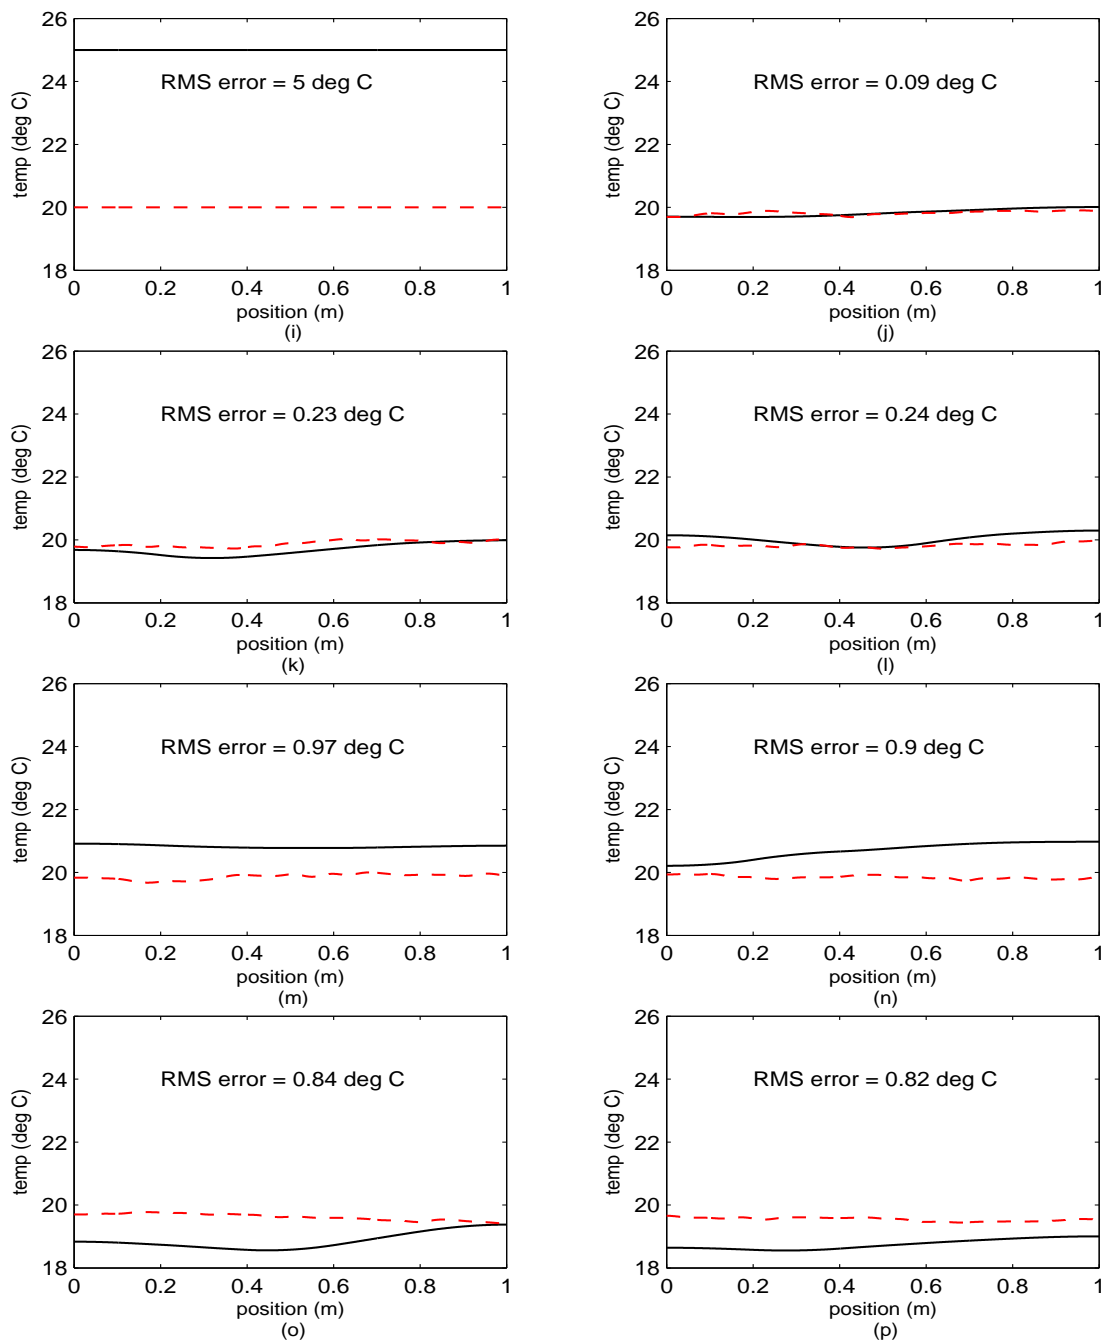 26
24
22
20
18
temp (deg C)
RMS error = 5 deg C
0 0.2 0.4 0.6 0.8 1
position (m)
(i)
26
24
22
20
18
temp (deg C)
RMS error = 0.09 deg C
0 0.2 0.4 0.6 0.8 1
position (m)
(j)
26
24
22
20
18
temp (deg C)
RMS error = 0.23 deg C
0 0.2 0.4 0.6 0.8 1
position (m)
(k)
26
24
22
20
18
temp (deg C)
RMS error = 0.24 deg C
0 0.2 0.4 0.6 0.8 1
position (m)
(l)
26
24
22
20
18
temp (deg C)
RMS error = 0.97 deg C
0 0.2 0.4 0.6 0.8 1
position (m)
(m)
26
24
22
20
18
temp (deg C)
RMS error = 0.9 deg C
0 0.2 0.4 0.6 0.8 1
position (m)
(n)
26
24
22
20
18
temp (deg C)
RMS error = 0.84 deg C
0 0.2 0.4 0.6 0.8 1
position (m)
(o)
26
24
22
20
18
temp (deg C)
RMS error = 0.82 deg C
0 0.2 0.4 0.6 0.8 1
position (m)
(p)